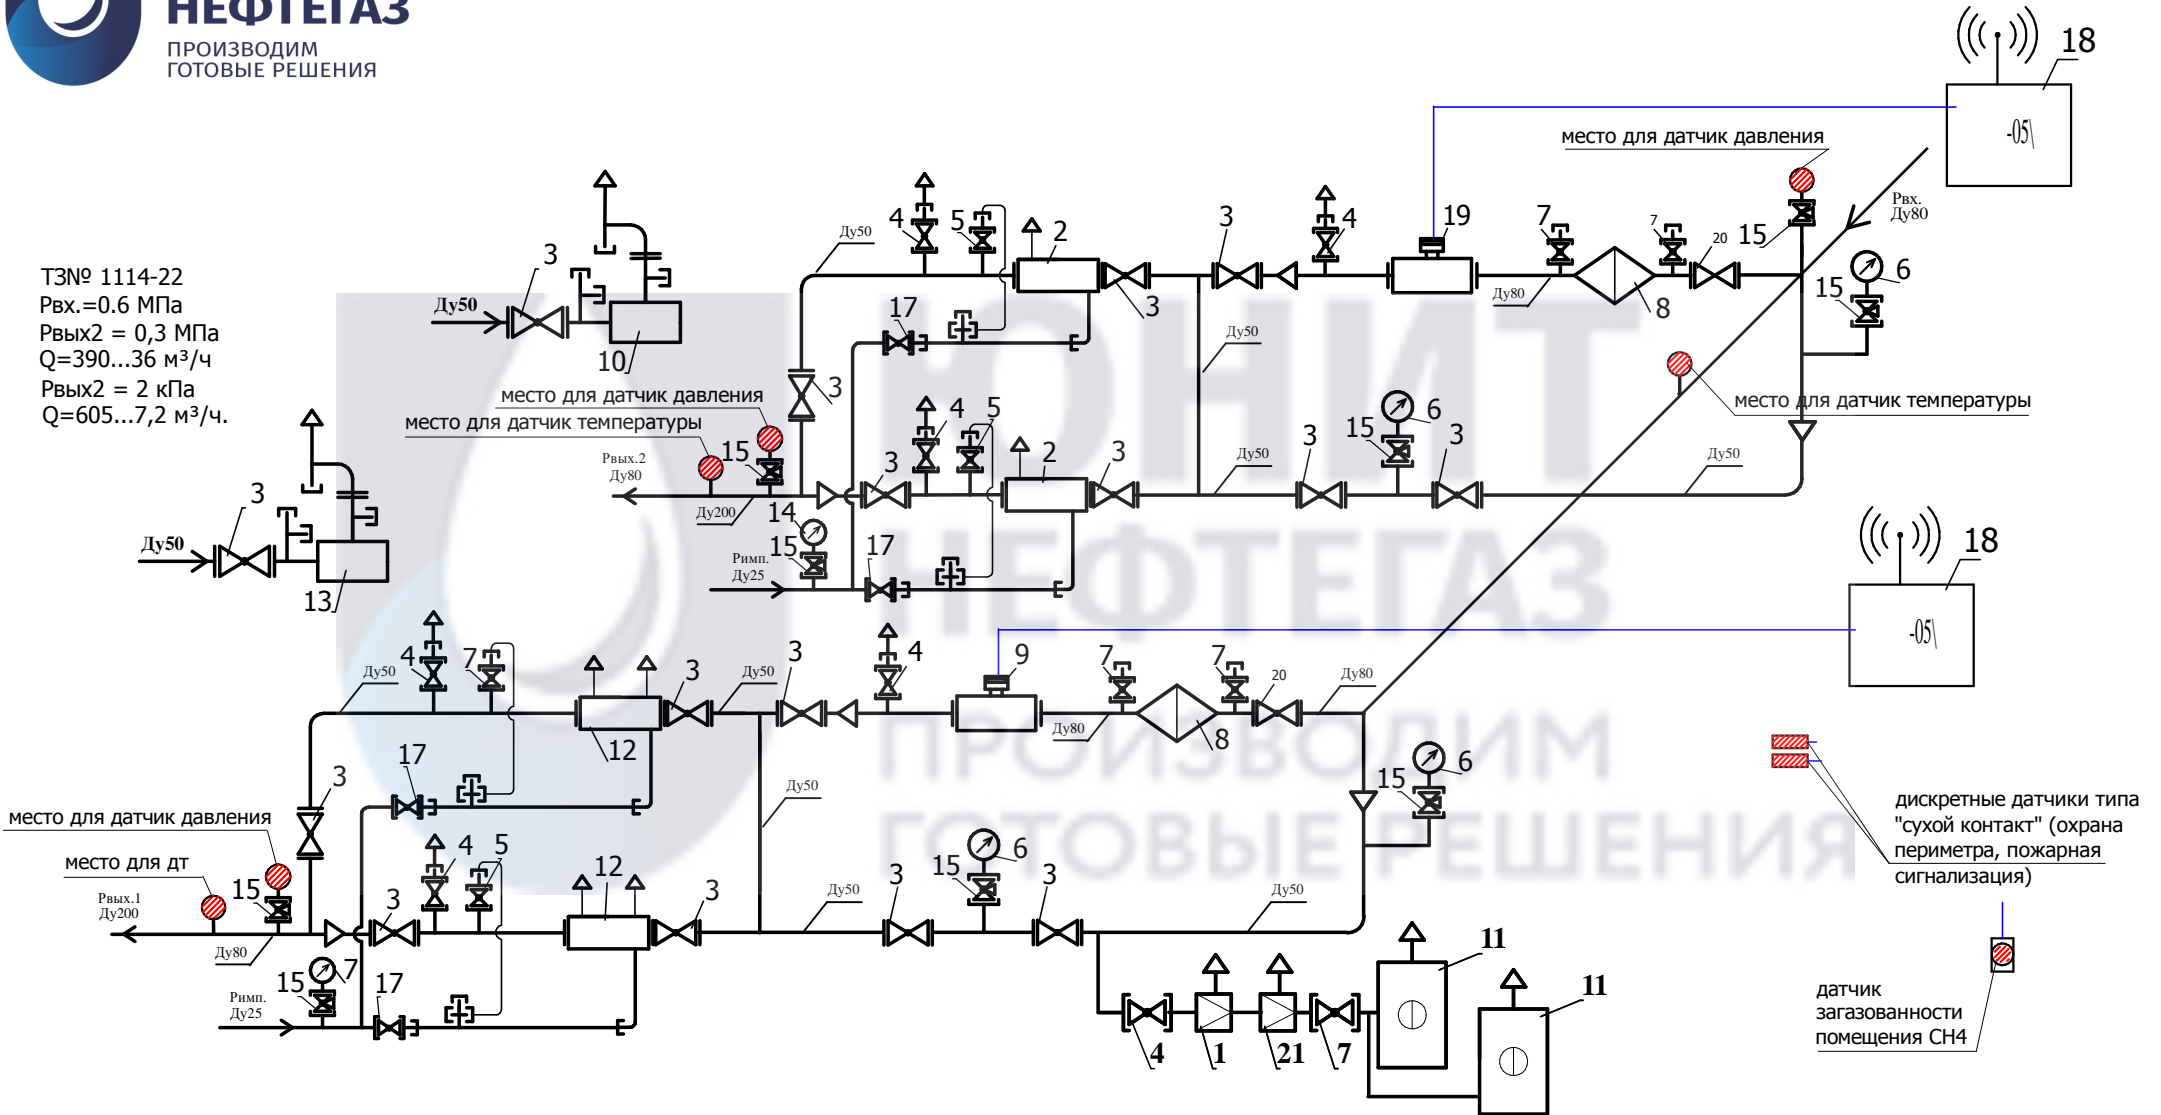 НЕФТЕГАЗ
ПРОИЗВОДИМ
ГОТОВЫЕ РЕШЕНИЯ
ТЗ№ 1114-22
Рвх.=0.6 МПа
Рвых2 = 0,3 МПа
Q=390...36 м³/ч
Рвых2 = 2 кПа
Q=605...7,2 м³/ч.
18
-05\
место для датчик давления
Рвх.
Ду80
15
6
15
20
7
8
7
Ду80
19
4
3
3
2
5
4
Ду50
3
Ду50
10
17
3
Ду50
место для датчик давления
место для датчик температуры
место для датчик температуры
15
Рвых.2
Ду80
Ду200
3
4
5
2
3
Ду50
3
15
6
3
Ду50
14
15
Римп.
Ду25
17
3
Ду50
13
18
-05\
Ду50
4
7
12
3
Ду50
3
4
9
7
Ду80
8
7
20
Ду80
17
3
Ду50
15
6
место для датчик давления
место для дт
15
Рвых.1
Ду200
Ду80
3
4
5
12
3
Ду50
3
15
6
3
Ду50
7
15
Римп.
Ду25
17
4
1
21
7
11
11
дискретные датчики типа
"сухой контакт" (охрана
периметра, пожарная
сигнализация)
датчик
загазованности
помещения CH4
ЮНИТ
НЕФТЕГАЗ
ПРОИЗВОДИМ
ГОТОВЫЕ РЕШЕНИЯ